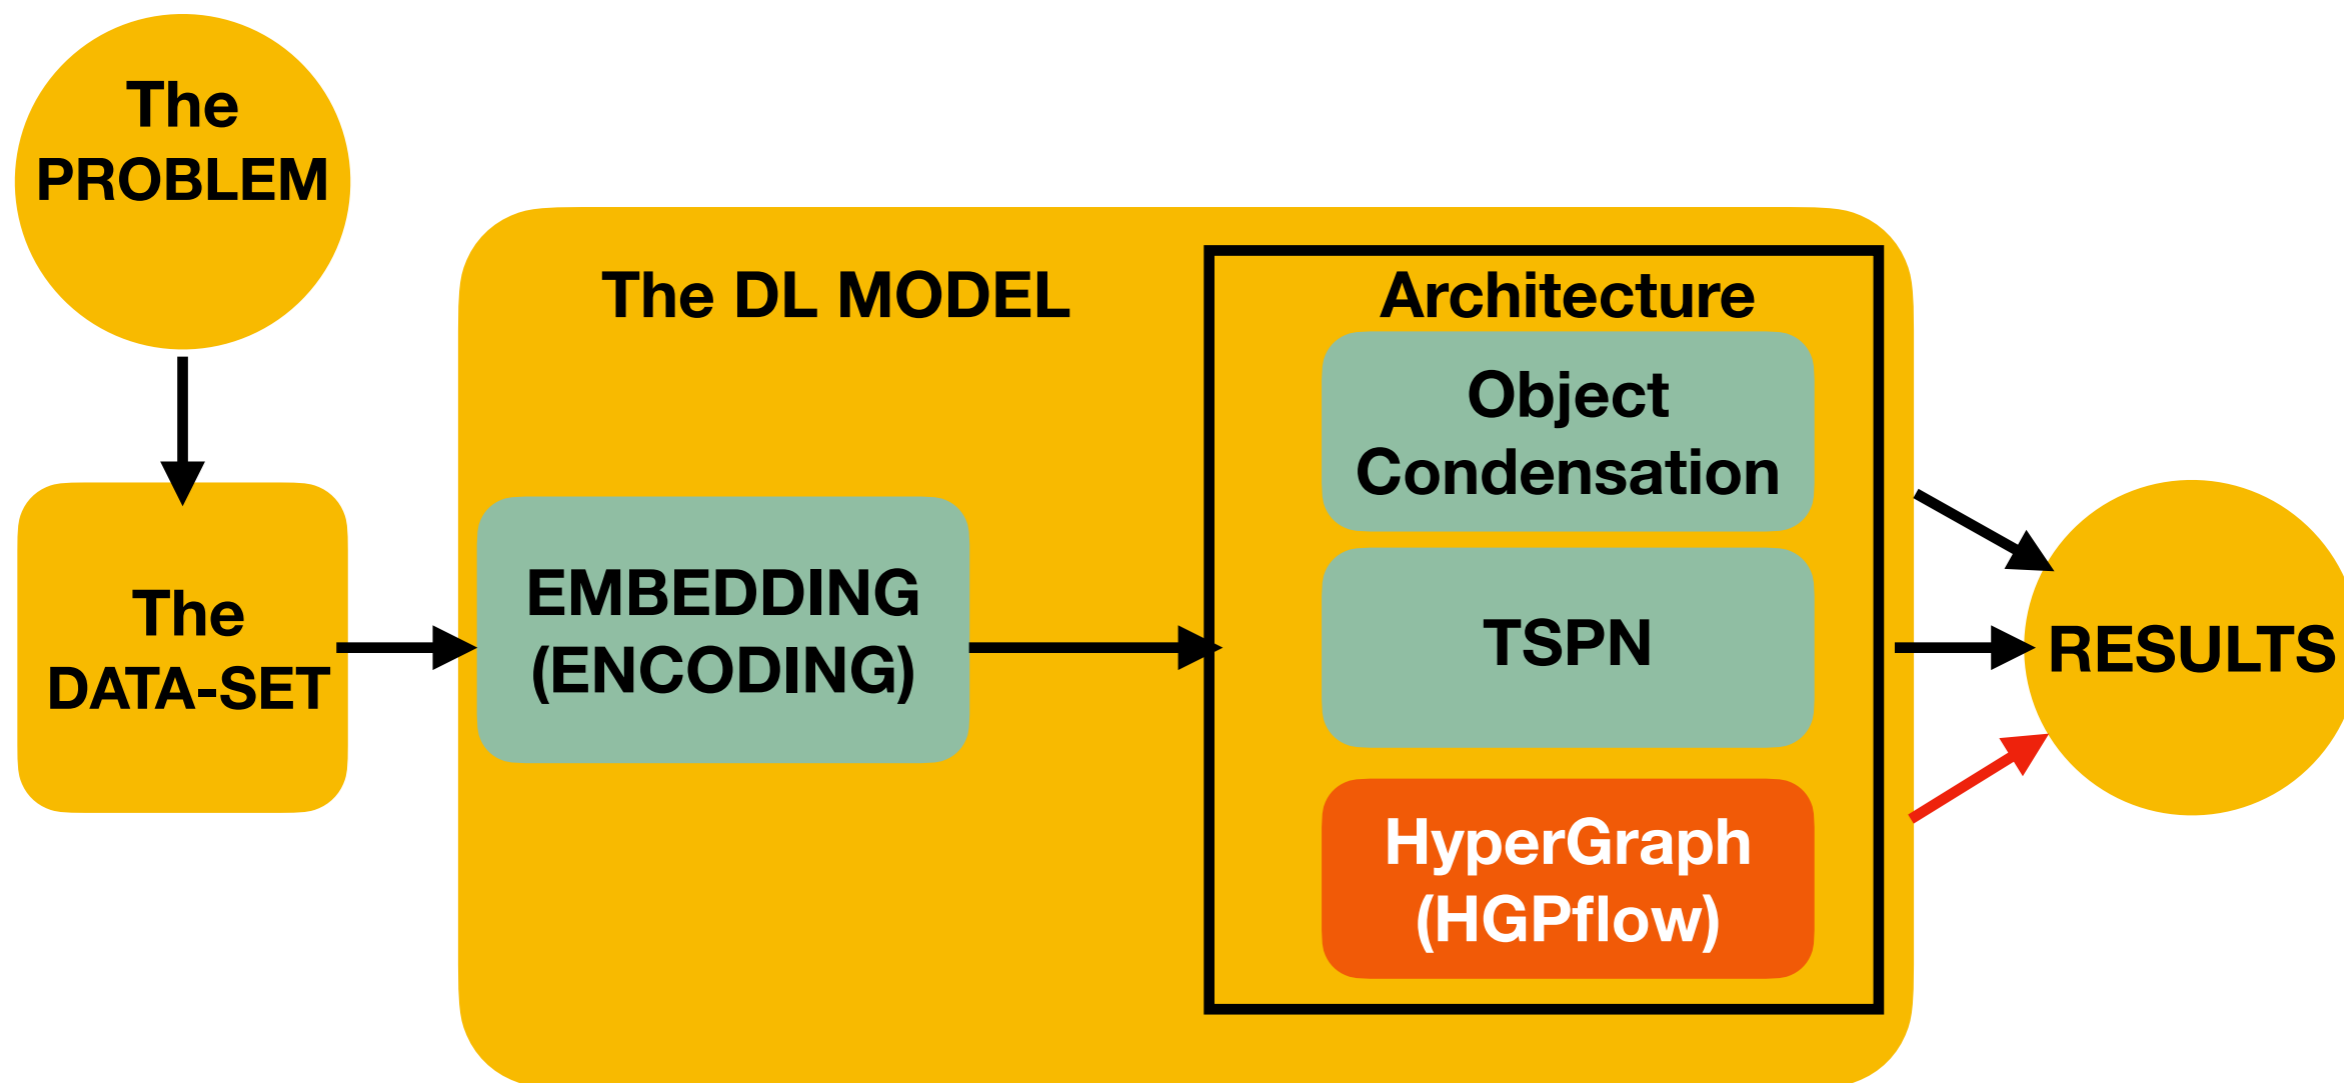 The
PROBLEM
The
DATA-SET
The DL MODEL
EMBEDDING
(ENCODING)
Architecture
Object
Condensation
TSPN
HyperGraph
(HGPflow)
RESULTS